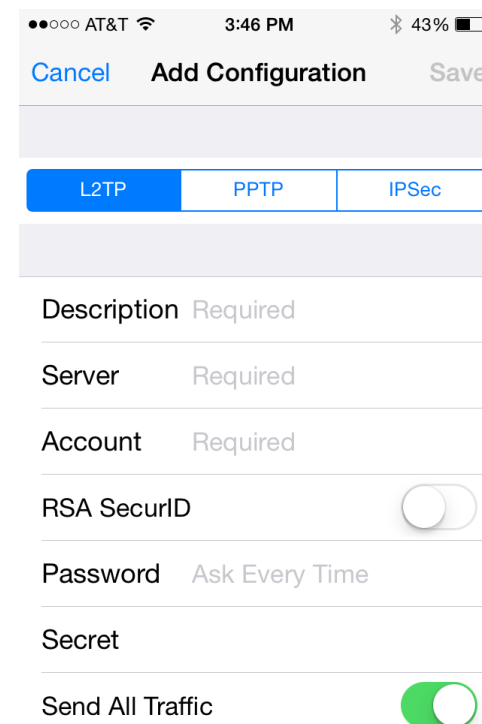 AT&T 3:46 PM 43%
Cancel Add Configuration Save
L2TP PPTP IPSec
Description Required
Server Required
Account Required
RSA SecurID
Password Ask Every Time
Secret
Send All Traffic